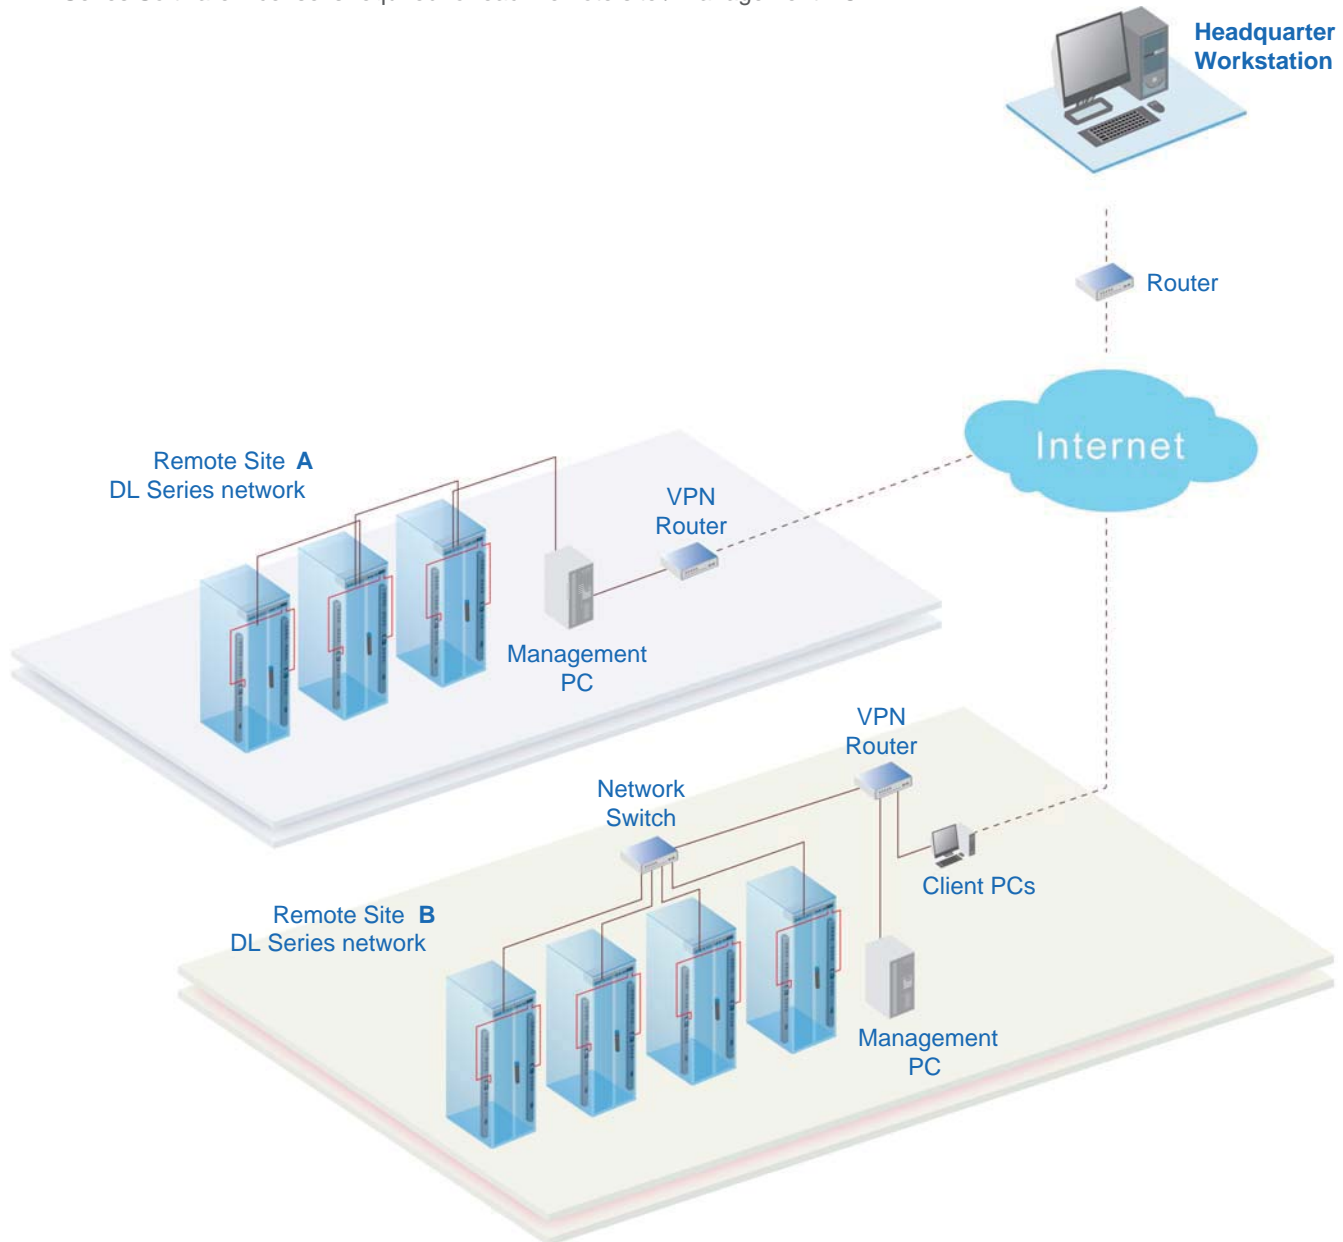 Headquarter
Workstation
Router
Internet
Remote Site A
DL Series network
VPN
Router
Management
PC
VPN
Router
Network
Switch
Client PCs
Remote Site B
DL Series network
Management
PC